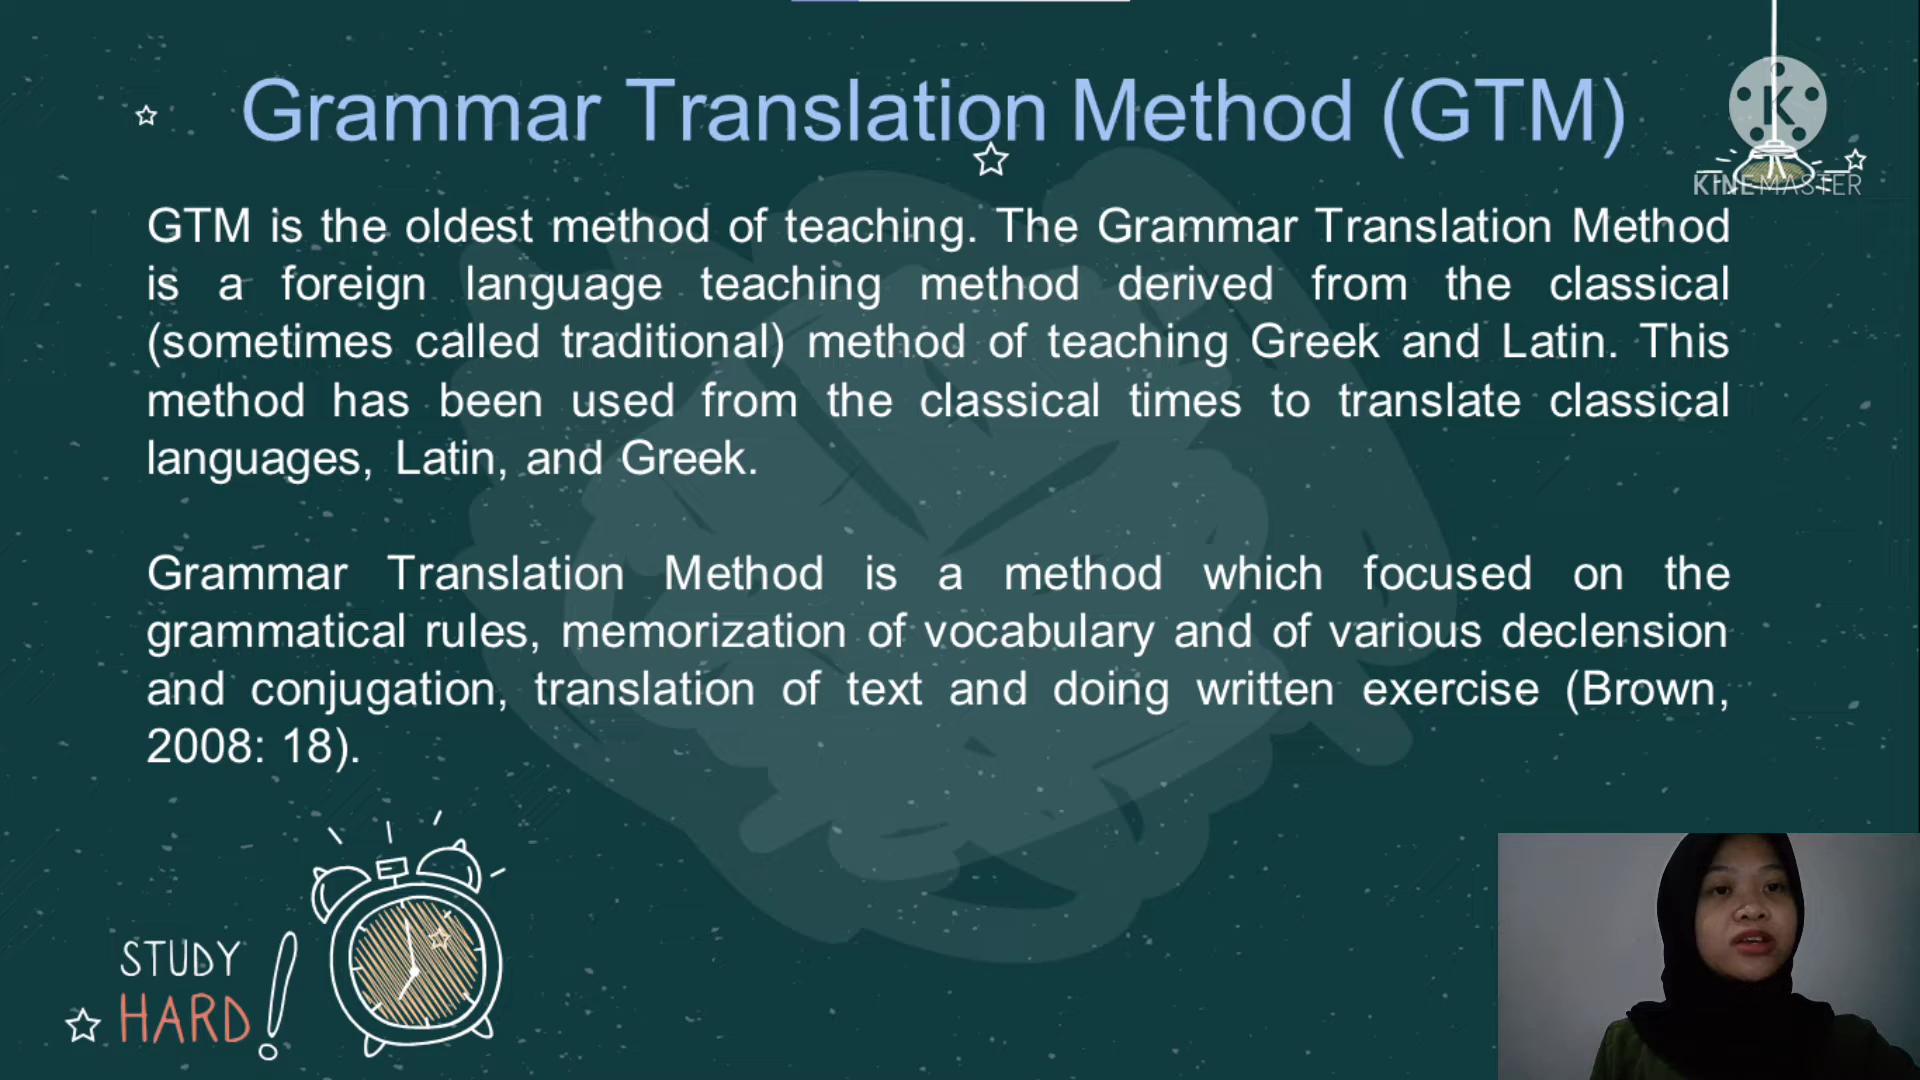 Grammar Translation Method (GTM)
K
KINEMASTER
GTM is the oldest method of teaching. The Grammar Translation Method
is a foreign language teaching method derived from the classical
(sometimes called traditional) method of teaching Greek and Latin. This
method has been used from the classical times to translate classical
languages, Latin, and Greek.
Grammar Translation Method is a method which focused on the
grammatical rules, memorization of vocabulary and of various declension
and conjugation, translation of text and doing written exercise (Brown,
2008: 18).
STUDY
HARD!